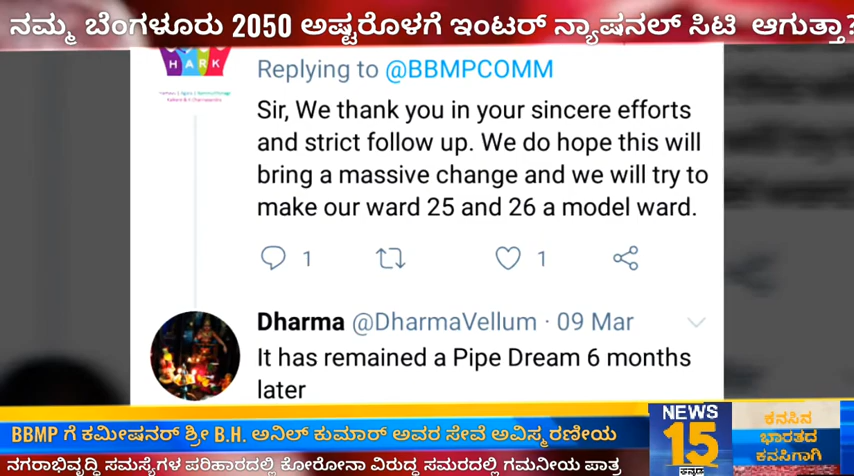 ನಮ್ಮ ಬೆಂಗಳೂರು 2050 ಅಷ್ಟರೊಳಗೆ ಇಂಟರ್ ನ್ಯಾಷನಲ್ ಸಿಟಿ ಆಗುತ್ತಾ?
HARK
Replying to @BBMPCOMM
Sir, We thank you in your sincere efforts
and strict follow up. We do hope this will
bring a massive change and we will try to
make our ward 25 and 26 a model ward.
1 1
Dharma @DharmaVellum · 09 Mar
It has remained a Pipe Dream 6 months
later
BBMP ಗೆ ಕಮೀಷನರ್ ಶ್ರೀ B.H. ಅನಿಲ್ ಕುಮಾರ್ ಅವರ ಸೇವೆ ಅವಿಸ್ಮರಣೀಯ
ನಗರಾಭಿವೃದ್ಧಿ ಸಮಸ್ಯೆಗಳ ಪರಿಹಾರದಲ್ಲಿ ಕೋರೋನಾ ವಿರುದ್ಧ ಸಮರದಲ್ಲಿ ಗಮನೀಯ ಪಾತ್ರ
NEWS
15
ಕನಸಿನ
ಭಾರತದ
ಕನಸಿಗಾಗಿ